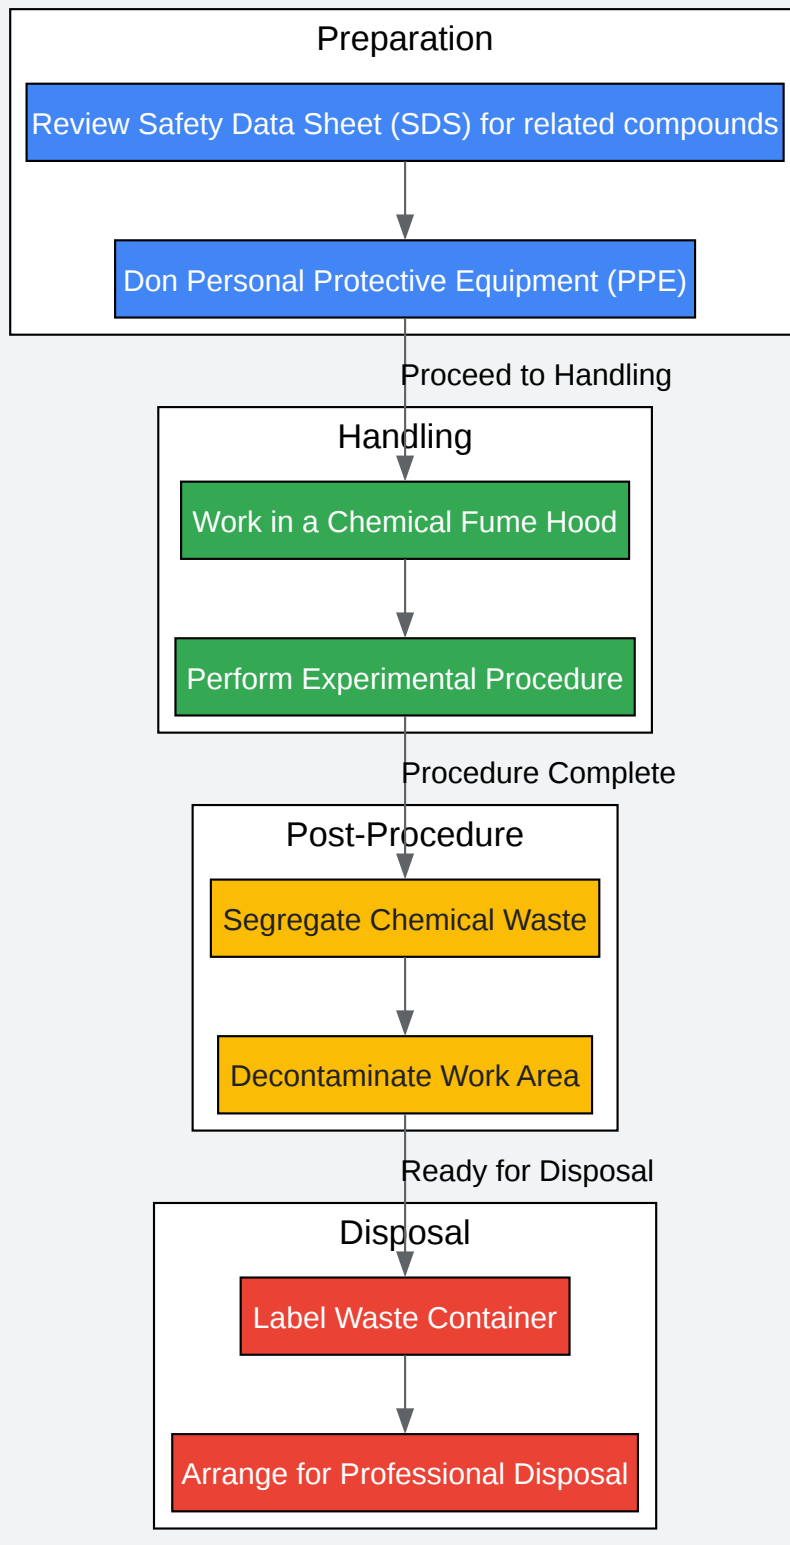 Preparation
Review Safety Data Sheet (SDS) for related compounds
Don Personal Protective Equipment (PPE)
Proceed to Handling
Handling
Work in a Chemical Fume Hood
Perform Experimental Procedure
Procedure Complete
Post-Procedure
Segregate Chemical Waste
Decontaminate Work Area
Ready for Disposal
Disposal
Label Waste Container
Arrange for Professional Disposal